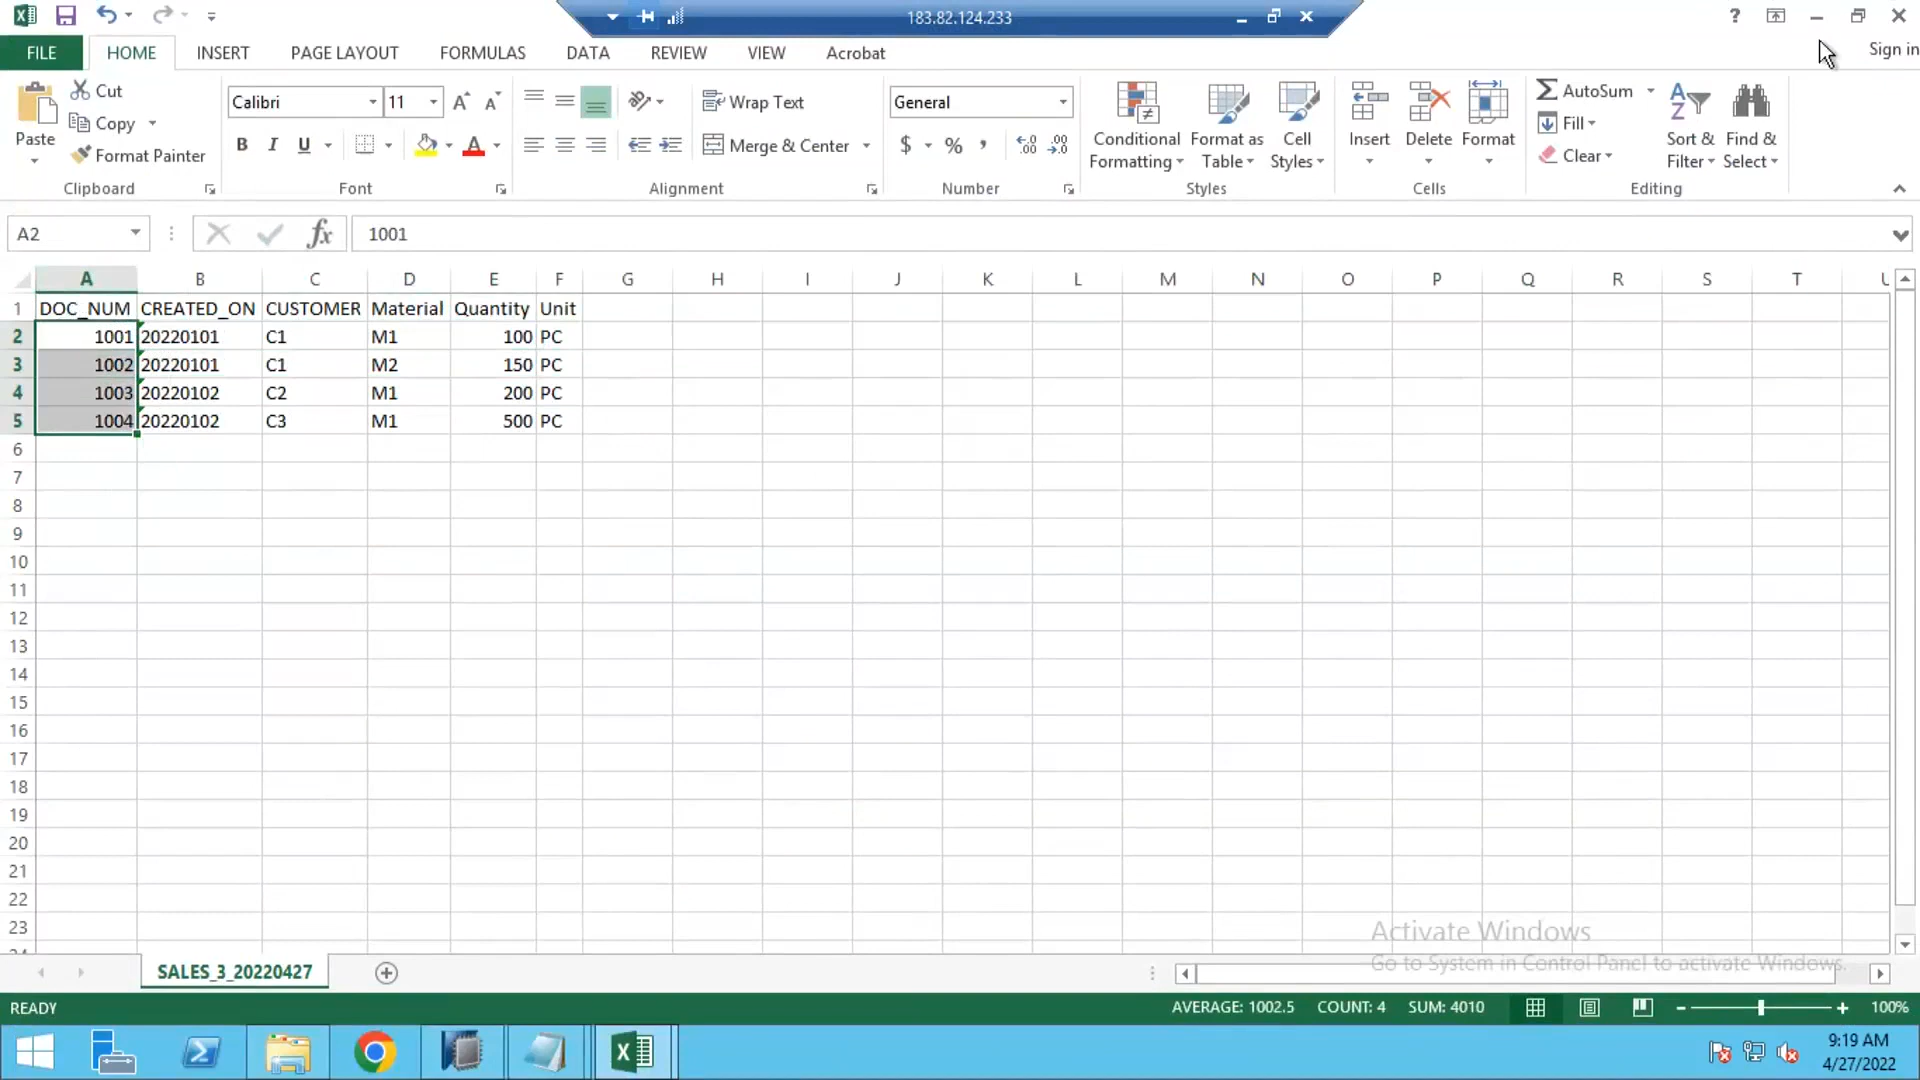 183.82.124.233
Sign in
FILE HOME INSERT PAGE LAYOUT FORMULAS DATA REVIEW VIEW Acrobat
Paste
Cut
Copy
Format Painter
Clipboard
Calibri 11
B I U
Font
Wrap Text
Merge & Center
Alignment
General
$ % ,
Number
Conditional Formatting
Format as Table
Cell Styles
Styles
Insert Delete Format
Cells
AutoSum
Fill
Clear
Sort & Filter
Find & Select
Editing
A2 fx 1001
A B C D E F G H I J K L M N O P Q R S T U
1 DOC_NUM CREATED_ON CUSTOMER Material Quantity Unit
2 1001 20220101 C1 M1 100 PC
3 1002 20220101 C1 M2 150 PC
4 1003 20220102 C2 M1 200 PC
5 1004 20220102 C3 M1 500 PC
6
7
8
9
10
11
12
13
14
15
16
17
18
19
20
21
22
23
Activate Windows
Go to System in Control Panel to activate Windows.
SALES_3_20220427
READY AVERAGE: 1002.5 COUNT: 4 SUM: 4010 100%
9:19 AM
4/27/2022